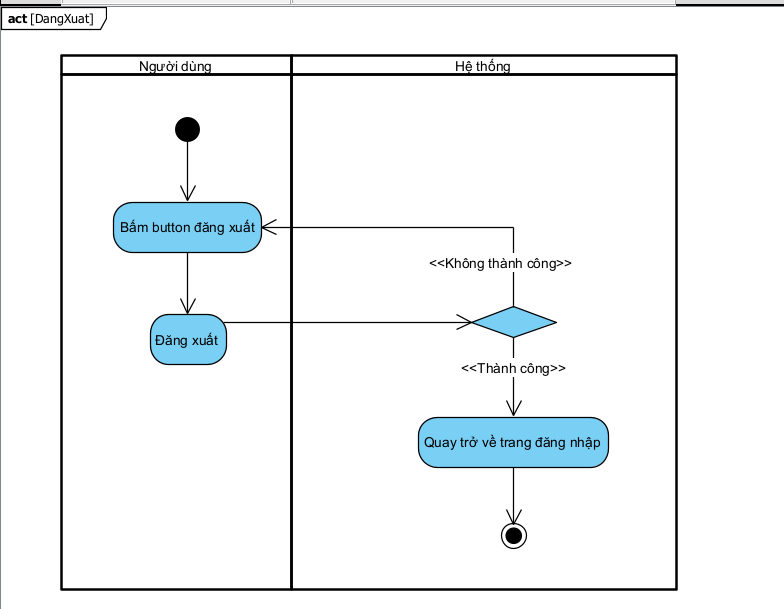 act [DangXuat]
Người dùng
Hệ thống
Bấm button đăng xuất
<<Không thành công>>
Đăng xuất
<<Thành công>>
Quay trở về trang đăng nhập